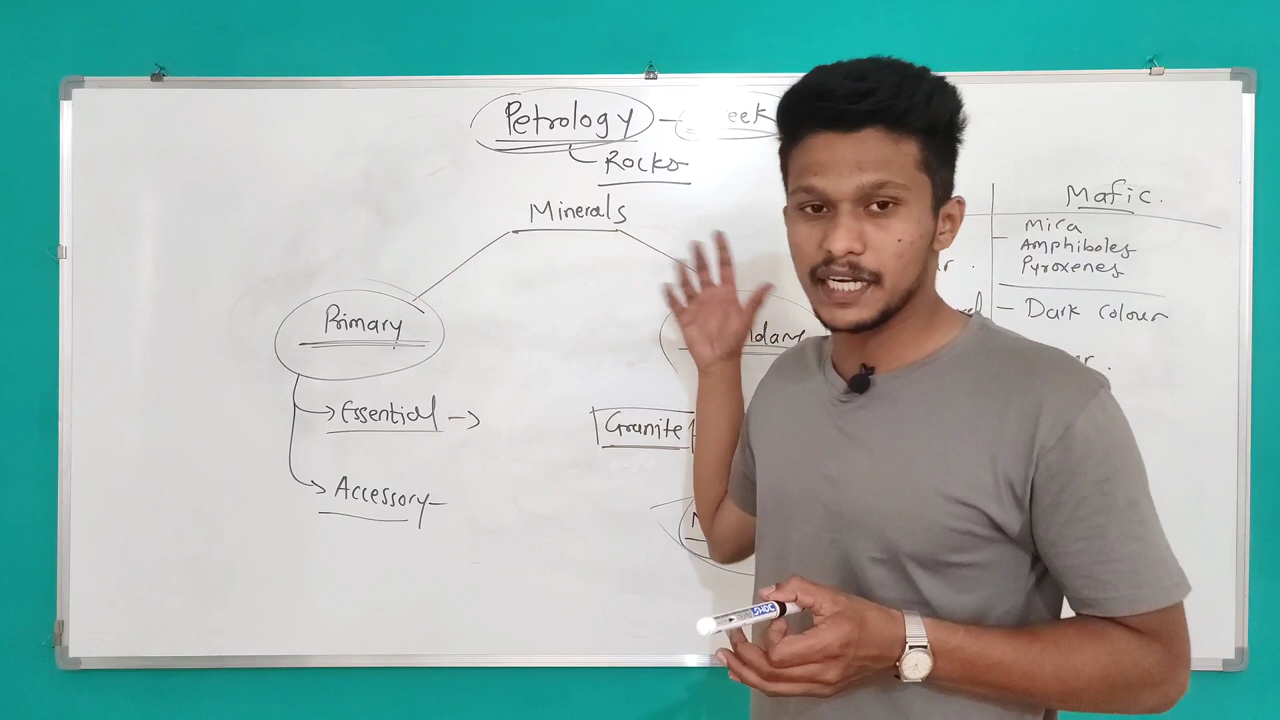 Petrology -
Rocks
Minerals
Primary
Essential →
Accessory -
Granite
Mafic.
Mica
Amphiboles
Pyroxenes
- Dark colour